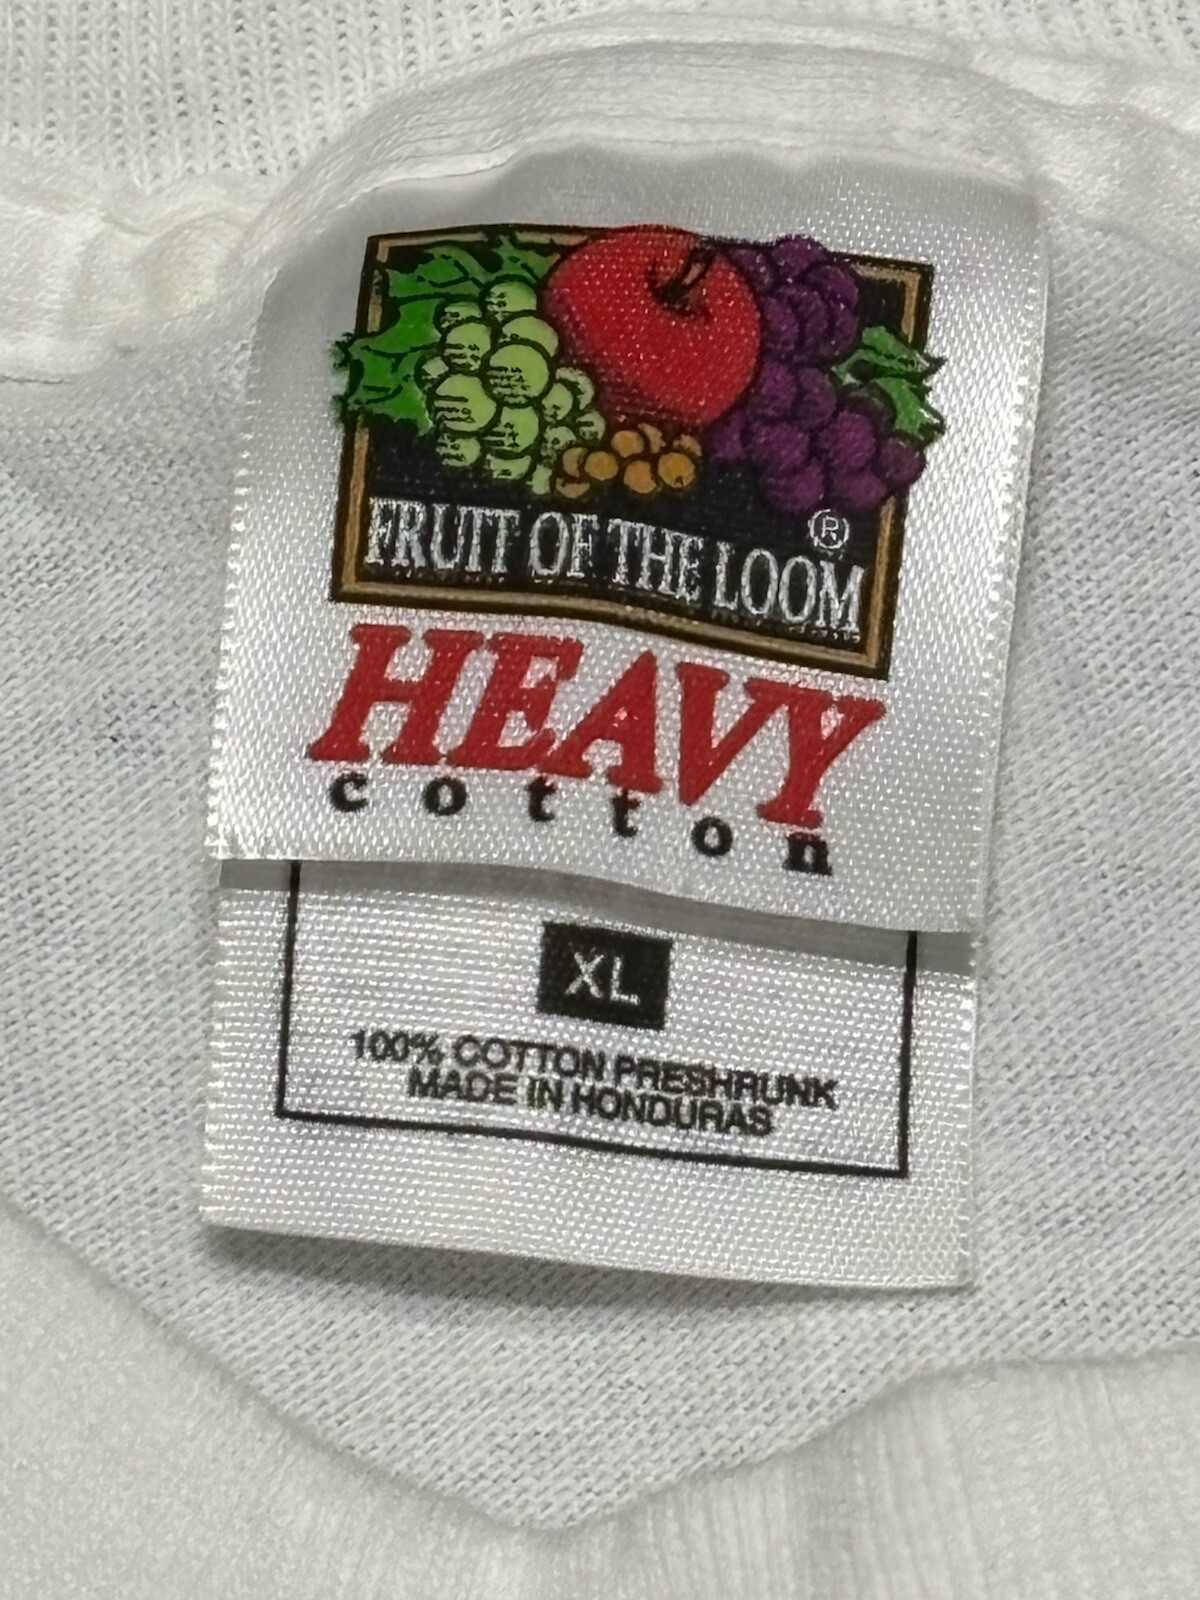 FRUIT OF THE LOOM ®
HEAVY
cotton
XL
100% COTTON PRESHRUNK
MADE IN HONDURAS